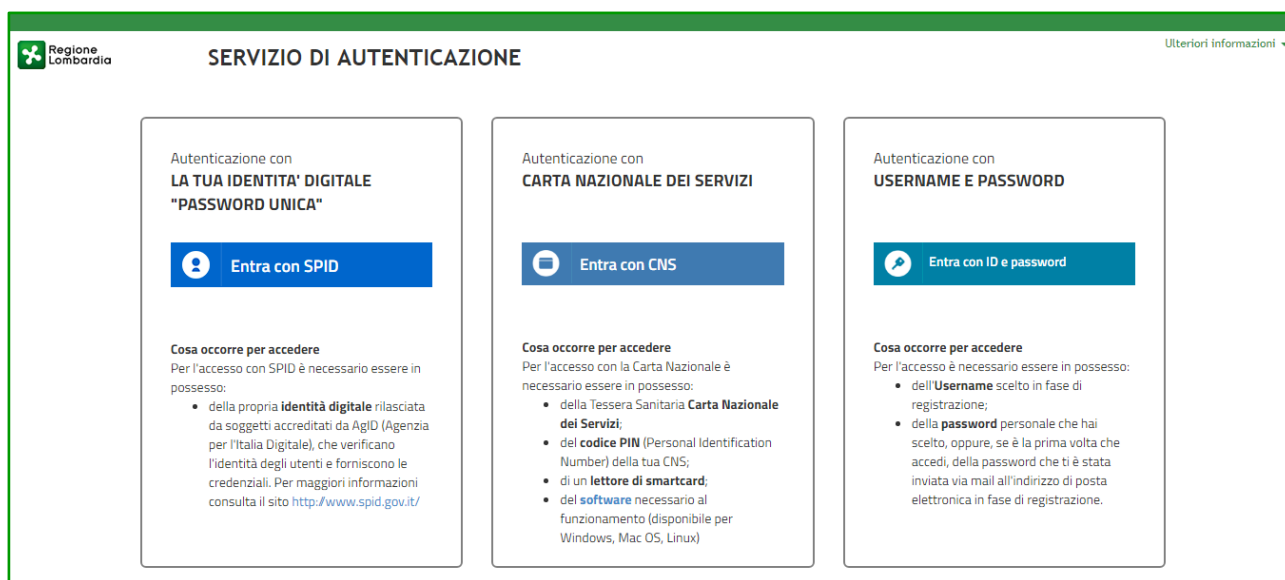 Regione
Lombardia
SERVIZIO DI AUTENTICAZIONE
Ulteriori informazioni
Autenticazione con
LA TUA IDENTITA' DIGITALE
"PASSWORD UNICA"
Entra con SPID
Cosa occorre per accedere
Per l'accesso con SPID è necessario essere in
possesso:
• della propria identità digitale rilasciata
da soggetti accreditati da AgID (Agenzia
per l'Italia Digitale), che verificano
l'identità degli utenti e forniscono le
credenziali. Per maggiori informazioni
consulta il sito http://www.spid.gov.it/
Autenticazione con
CARTA NAZIONALE DEI SERVIZI
Entra con CNS
Cosa occorre per accedere
Per l'accesso con la Carta Nazionale è
necessario essere in possesso:
• della Tessera Sanitaria Carta Nazionale
dei Servizi;
• del codice PIN (Personal Identification
Number) della tua CNS;
• di un lettore di smartcard;
• del software necessario al
funzionamento (disponibile per
Windows, Mac OS, Linux)
Autenticazione con
USERNAME E PASSWORD
Entra con ID e password
Cosa occorre per accedere
Per l'accesso è necessario essere in possesso:
• dell'Username scelto in fase di
registrazione;
• della password personale che hai
scelto, oppure, se è la prima volta che
accedi, della password che ti è stata
inviata via mail all'indirizzo di posta
elettronica in fase di registrazione.